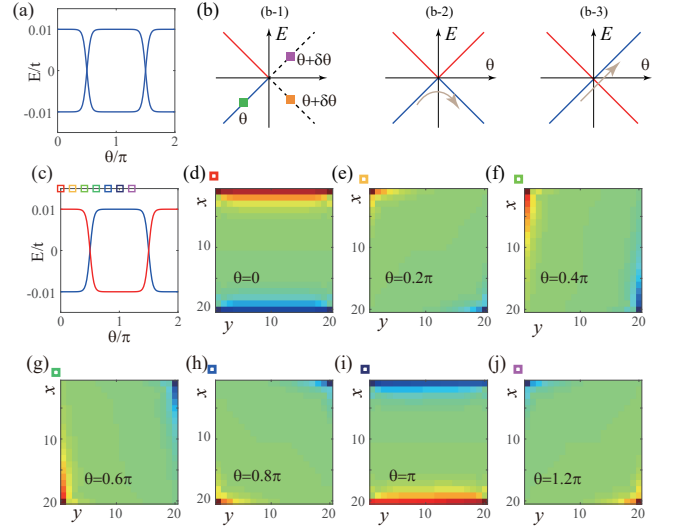 (a)
0.01
0
-0.01
E/t
0
1
2
θ/π
(b)
(b-1)
E
θ+δθ
θ+δθ
θ
(b-2)
E
θ
(b-3)
E
θ
(c)
0.01
0
-0.01
E/t
0
1
2
θ/π
(d)
x
10
20
θ=0
y
10
20
(e)
x
10
20
θ=0.2π
y
10
20
(f)
x
10
20
θ=0.4π
y
10
20
(g)
x
10
20
θ=0.6π
y
10
20
(h)
x
10
20
θ=0.8π
y
10
20
(i)
x
10
20
θ=π
y
10
20
(j)
x
10
20
θ=1.2π
y
10
20